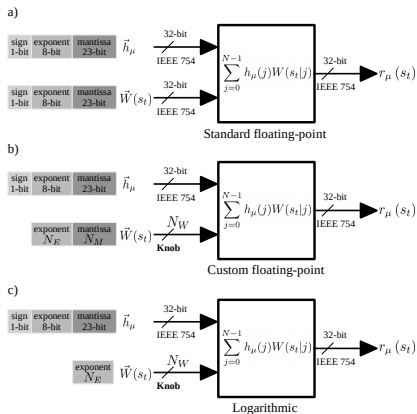 a)
sign exponent mantissa
1-bit 8-bit 23-bit
h⃗_μ
32-bit
IEEE 754
sign exponent mantissa
1-bit 8-bit 23-bit
W⃗(s_t)
32-bit
IEEE 754
∑_{j=0}^{N−1} h_μ(j)W(s_t|j)
32-bit
IEEE 754
r_μ (s_t)
Standard floating-point
b)
sign exponent mantissa
1-bit 8-bit 23-bit
h⃗_μ
32-bit
IEEE 754
exponent mantissa
N_E N_M
W⃗(s_t)
N_W
Knob
∑_{j=0}^{N−1} h_μ(j)W(s_t|j)
32-bit
IEEE 754
r_μ (s_t)
Custom floating-point
c)
sign exponent mantissa
1-bit 8-bit 23-bit
h⃗_μ
32-bit
IEEE 754
exponent
N_E
W⃗(s_t)
N_W
Knob
∑_{j=0}^{N−1} h_μ(j)W(s_t|j)
32-bit
IEEE 754
r_μ (s_t)
Logarithmic